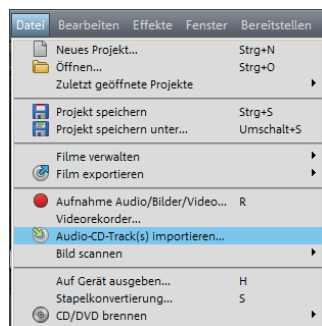 Datei Bearbeiten Effekte Fenster Bereitstellen
Neues Projekt... Strg+N
Öffnen... Strg+O
Zuletzt geöffnete Projekte
Projekt speichern Strg+S
Projekt speichern unter... Umschalt+S
Filme verwalten
Film exportieren
Aufnahme Audio/Bilder/Video... R
Videorekorder...
Audio-CD-Track(s) importieren...
Bild scannen
Auf Gerät ausgeben... H
Stapelkonvertierung... S
CD/DVD brennen